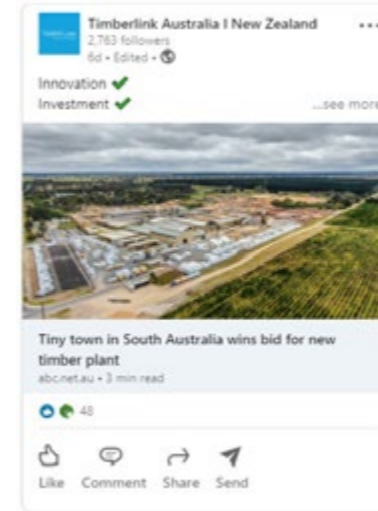 Timberlink Australia I New Zealand
2,763 followers
6d • Edited •
Innovation ✔
Investment ✔
...see more
Tiny town in South Australia wins bid for new
timber plant
abc.net.au • 3 min read
48
Like Comment Share Send